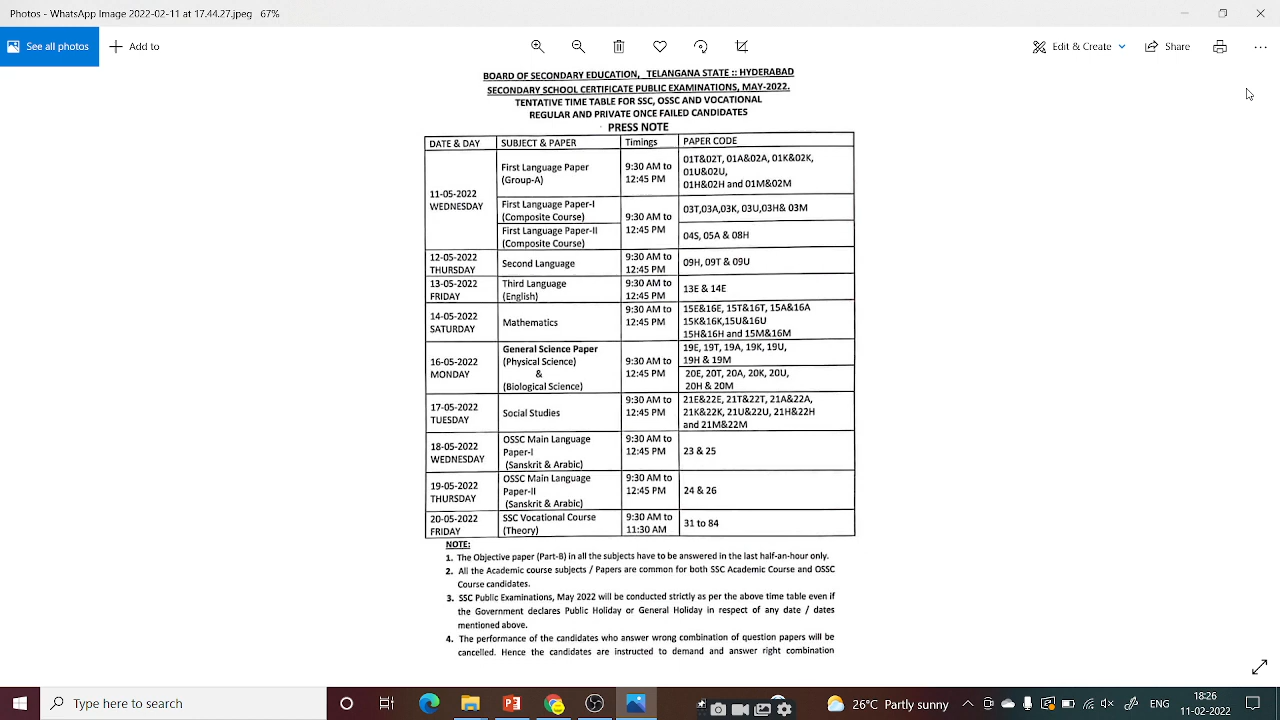 Photos - WhatsApp Image 2022-02-11 at 17.44.27.jpeg 67%
See all photos
Add to
Edit & Create
Share
BOARD OF SECONDARY EDUCATION, TELANGANA STATE :: HYDERABAD
SECONDARY SCHOOL CERTIFICATE PUBLIC EXAMINATIONS, MAY-2022.
TENTATIVE TIME TABLE FOR SSC, OSSC AND VOCATIONAL
REGULAR AND PRIVATE ONCE FAILED CANDIDATES
PRESS NOTE
DATE & DAY SUBJECT & PAPER Timings PAPER CODE
11-05-2022
WEDNESDAY
First Language Paper
(Group-A)
9:30 AM to
12:45 PM
01T&02T, 01A&02A, 01K&02K,
01U&02U,
01H&02H and 01M&02M
First Language Paper-I
(Composite Course)
9:30 AM to
12:45 PM
03T,03A,03K, 03U,03H& 03M
First Language Paper-II
(Composite Course)
04S, 05A & 08H
12-05-2022
THURSDAY
Second Language
9:30 AM to
12:45 PM
09H, 09T & 09U
13-05-2022
FRIDAY
Third Language
(English)
9:30 AM to
12:45 PM
13E & 14E
14-05-2022
SATURDAY
Mathematics
9:30 AM to
12:45 PM
15E&16E, 15T&16T, 15A&16A
15K&16K,15U&16U
15H&16H and 15M&16M
16-05-2022
MONDAY
General Science Paper
(Physical Science)
&
(Biological Science)
9:30 AM to
12:45 PM
19E, 19T, 19A, 19K, 19U,
19H & 19M
20E, 20T, 20A, 20K, 20U,
20H & 20M
17-05-2022
TUESDAY
Social Studies
9:30 AM to
12:45 PM
21E&22E, 21T&22T, 21A&22A,
21K&22K, 21U&22U, 21H&22H
and 21M&22M
18-05-2022
WEDNESDAY
OSSC Main Language
Paper-I
(Sanskrit & Arabic)
9:30 AM to
12:45 PM
23 & 25
19-05-2022
THURSDAY
OSSC Main Language
Paper-II
(Sanskrit & Arabic)
9:30 AM to
12:45 PM
24 & 26
20-05-2022
FRIDAY
SSC Vocational Course
(Theory)
9:30 AM to
11:30 AM
31 to 84
NOTE:
1. The Objective paper (Part-B) in all the subjects have to be answered in the last half-an-hour only.
2. All the Academic course subjects / Papers are common for both SSC Academic Course and OSSC
Course candidates.
3. SSC Public Examinations, May 2022 will be conducted strictly as per the above time table even if
the Government declares Public Holiday or General Holiday in respect of any date / dates
mentioned above.
4. The performance of the candidates who answer wrong combination of question papers will be
cancelled. Hence the candidates are instructed to demand and answer right combination
Type here to search
26°C Partly sunny
18:26
11-02-2022